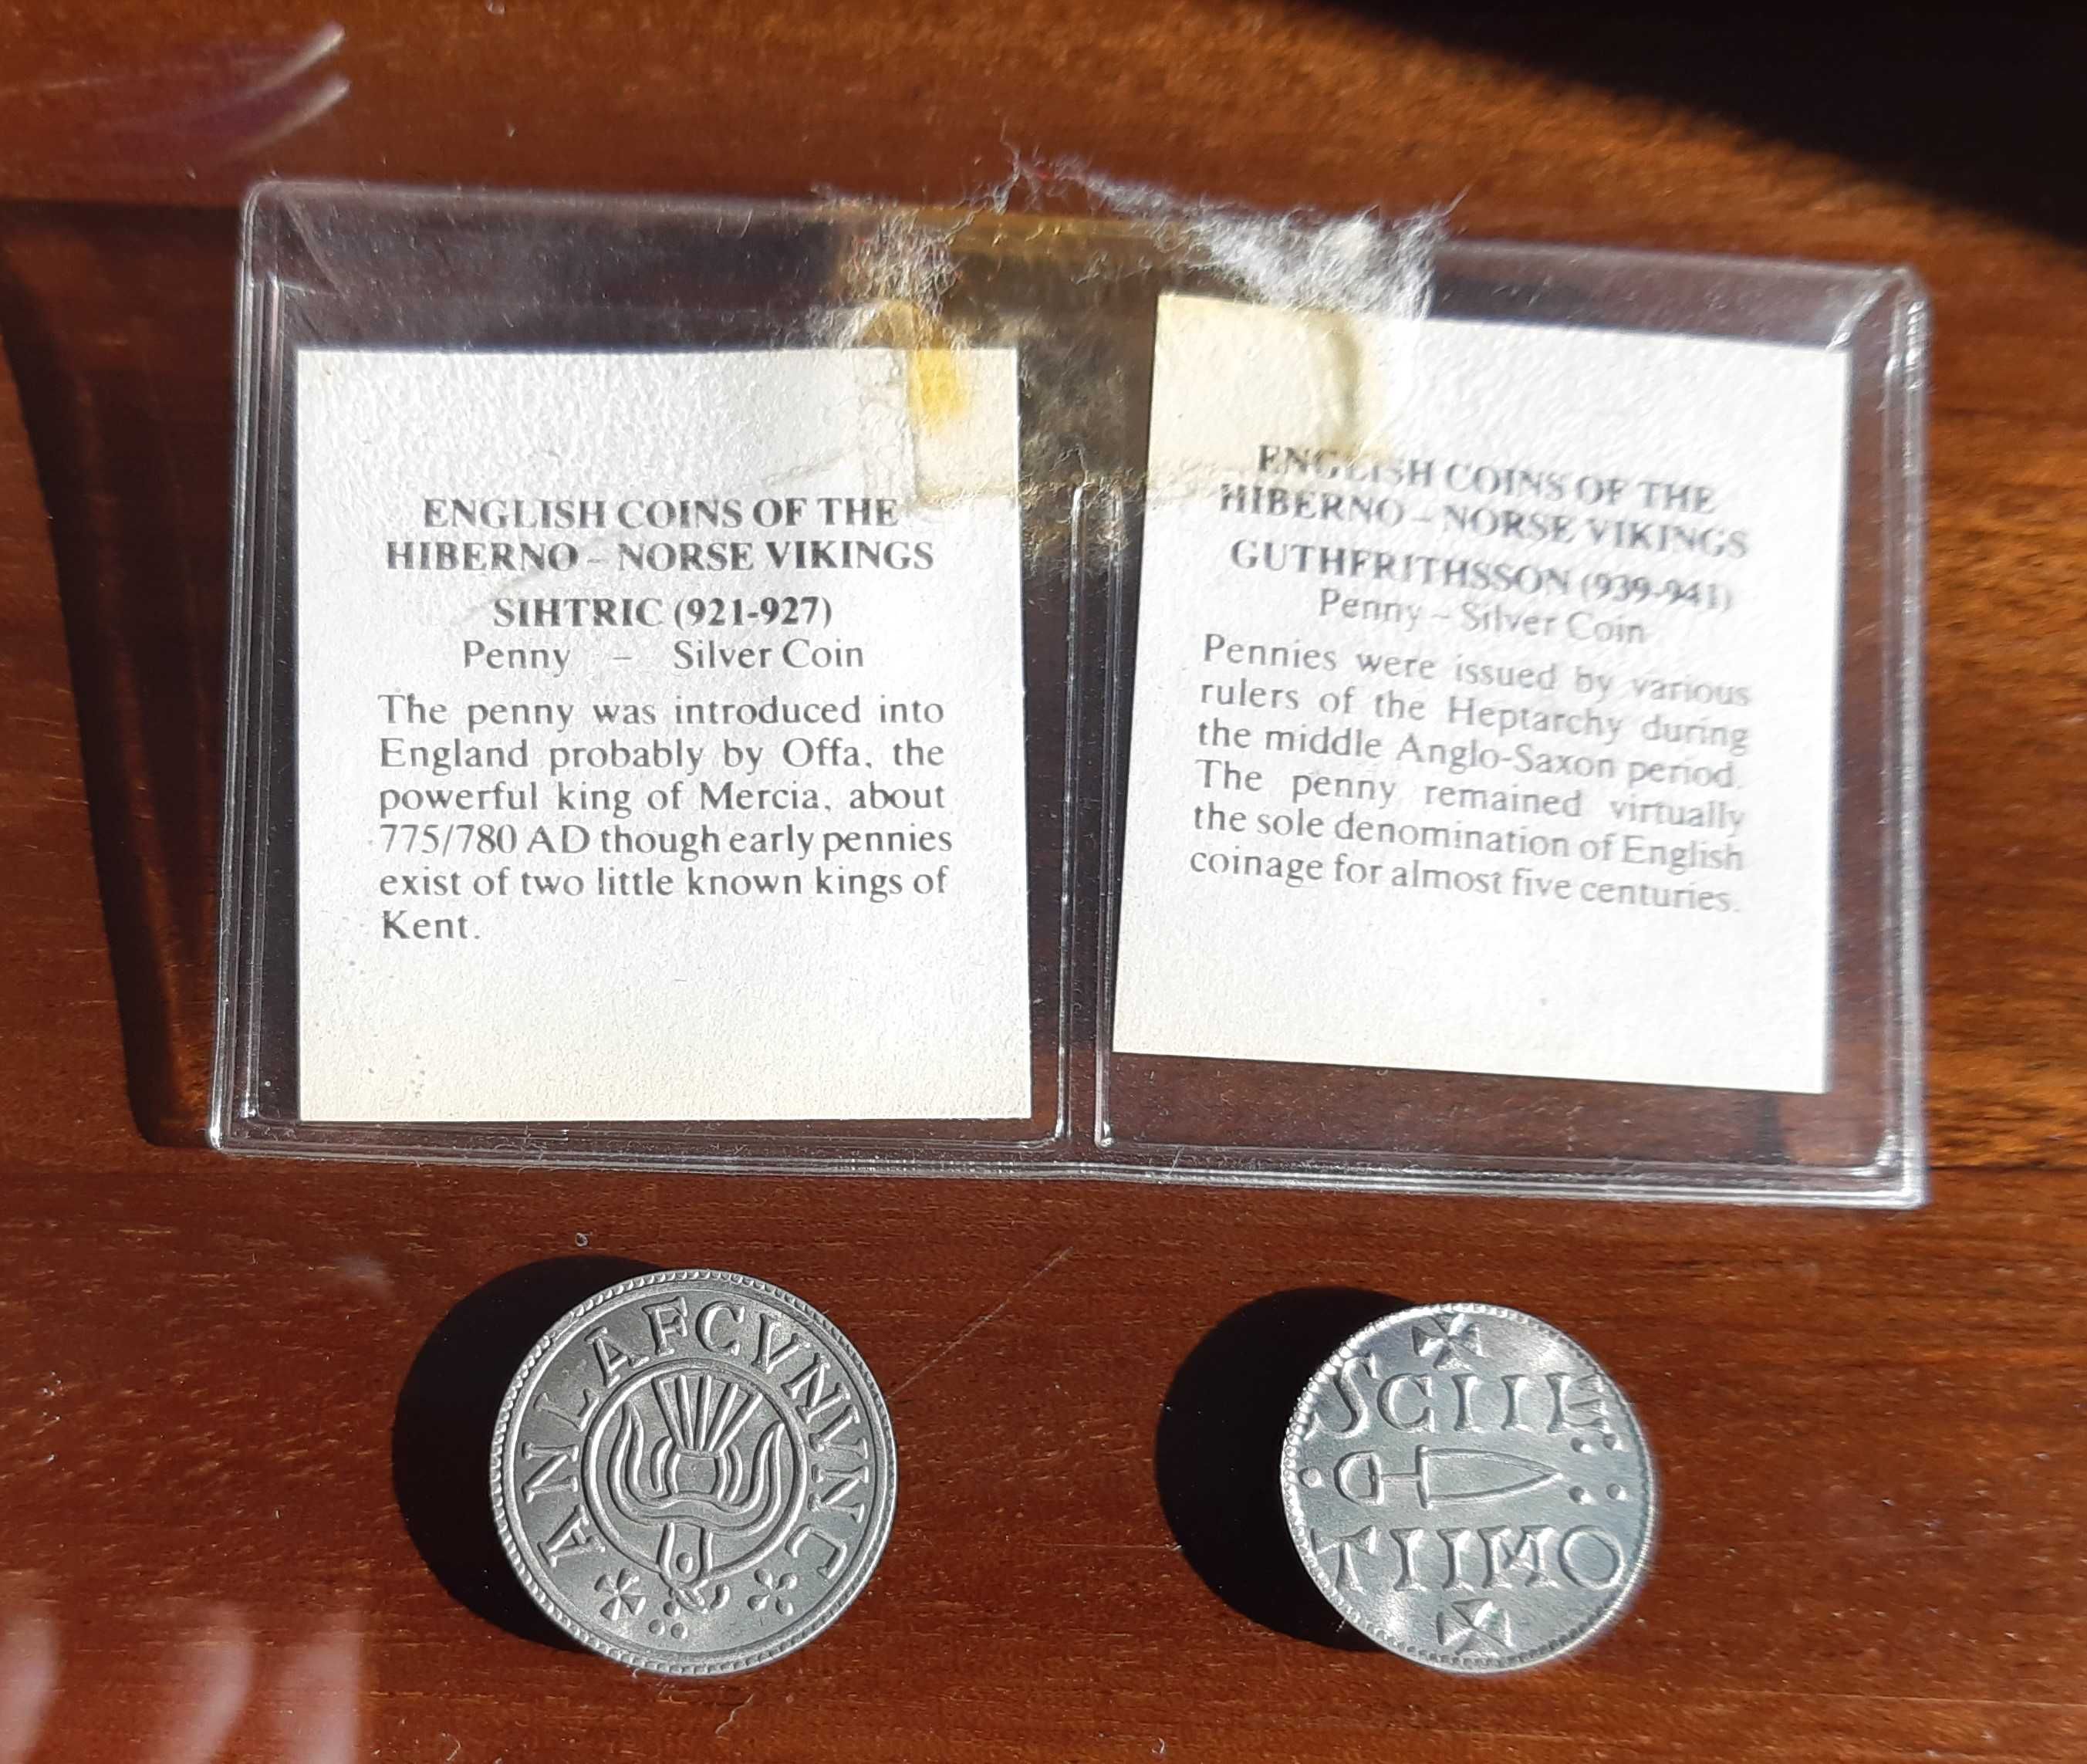 ENGLISH COINS OF THE
HIBERNO - NORSE VIKINGS
SIHTRIC (921-927)
Penny – Silver Coin
The penny was introduced into
England probably by Offa, the
powerful king of Mercia, about
775/780 AD though early pennies
exist of two little known kings of
Kent.
ENGLISH COINS OF THE
HIBERNO – NORSE VIKINGS
GUTHFRITHSSON (939-941)
Penny – Silver Coin
Pennies were issued by various
rulers of the Heptarchy during
the middle Anglo-Saxon period.
The penny remained virtually
the sole denomination of English
coinage for almost five centuries.
ANLAFCVNVNC
SCIIE
TIIMO